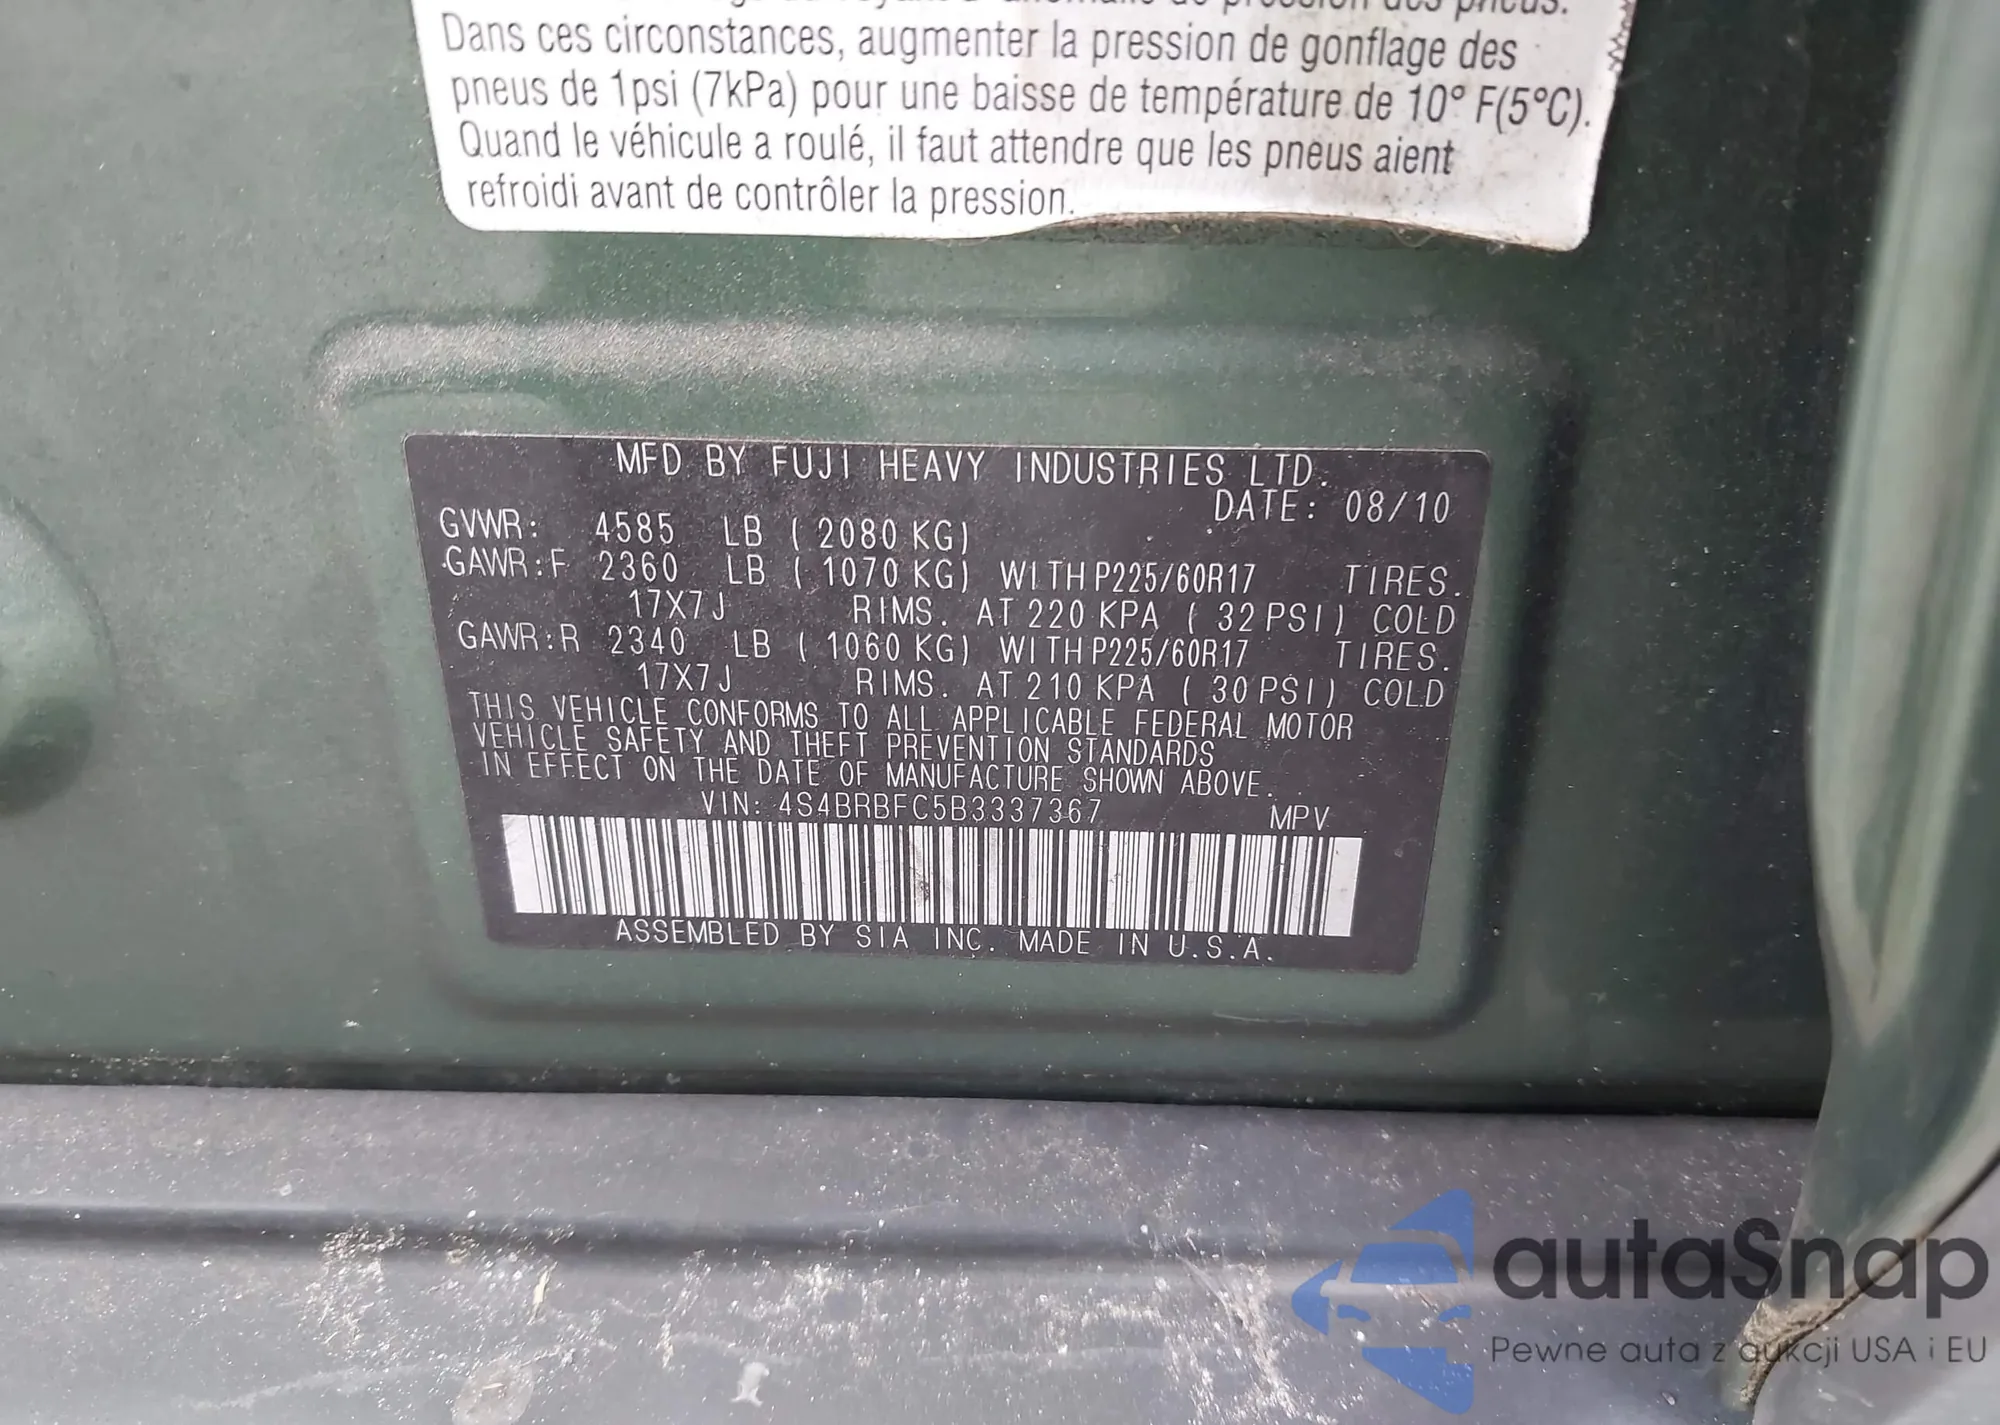 pression des pneus.
Dans ces circonstances, augmenter la pression de gonflage des
pneus de 1psi (7kPa) pour une baisse de température de 10° F(5°C).
Quand le véhicule a roulé, il faut attendre que les pneus aient
refroidi avant de contrôler la pression.
MFD BY FUJI HEAVY INDUSTRIES LTD.
DATE: 08/10
GVWR: 4585 LB (2080 KG)
GAWR:F 2360 LB (1070 KG) WITH P225/60R17 TIRES.
17X7J RIMS. AT 220 KPA (32 PSI) COLD
GAWR:R 2340 LB (1060 KG) WITH P225/60R17 TIRES.
17X7J RIMS. AT 210 KPA (30 PSI) COLD
THIS VEHICLE CONFORMS TO ALL APPLICABLE FEDERAL MOTOR
VEHICLE SAFETY AND THEFT PREVENTION STANDARDS
IN EFFECT ON THE DATE OF MANUFACTURE SHOWN ABOVE.
VIN: 4S4BRBFC5B3337367 MPV
ASSEMBLED BY SIA INC. MADE IN U.S.A.
autaSnap
Pewne auta z aukcji USA i EU